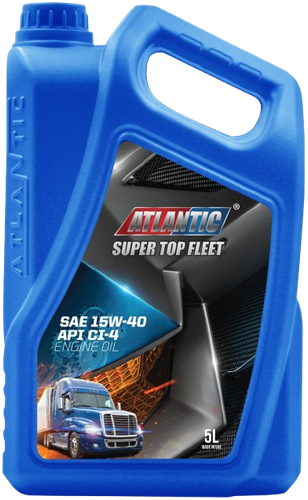 ATLANTIC
ATLANTIC®
SUPER TOP FLEET
SAE 15W-40
API CI-4
ENGINE OIL
5L